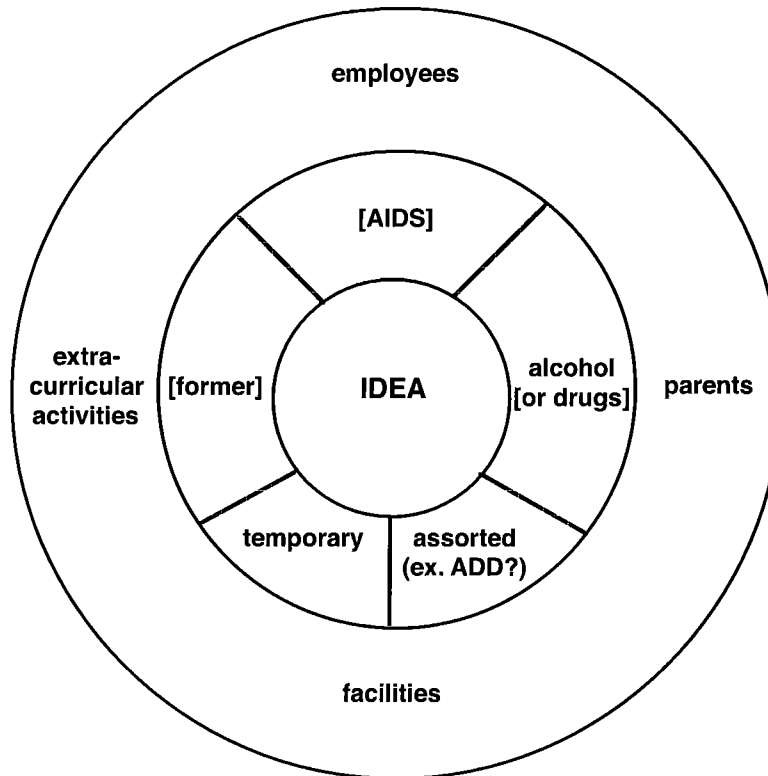 employees
[AIDS]
extra-
curricular
activities
[former]
IDEA
alcohol
[or drugs]
parents
temporary
assorted
(ex. ADD?)
facilities